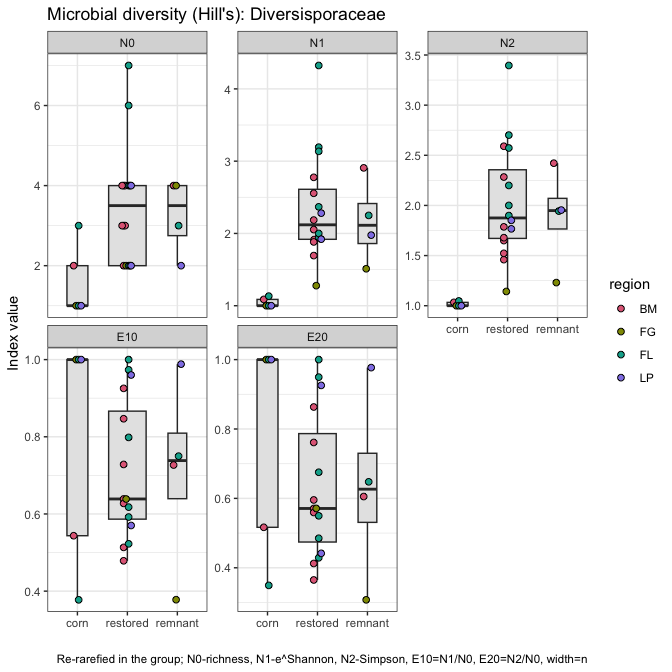 Microbial diversity (Hill's): Diversisporaceae
N0
N1
N2
6
4
2
4
3
2
1
3.5
3.0
2.5
2.0
1.5
1.0
corn restored remnant
Index value
E10
E20
1.0
0.8
0.6
0.4
1.0
0.8
0.6
0.4
corn restored remnant
corn restored remnant
region
BM
FG
FL
LP
Re-rarefied in the group; N0-richness, N1-e^Shannon, N2-Simpson, E10=N1/N0, E20=N2/N0, width=n